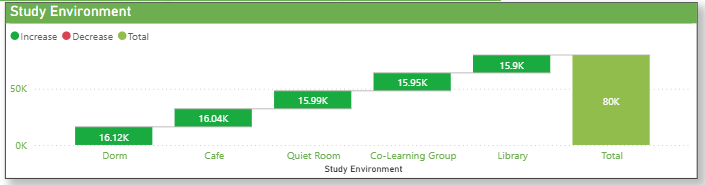 Study Environment
Increase Decrease Total
50K
0K
16.12K
16.04K
15.99K
15.95K
15.9K
80K
Dorm Cafe Quiet Room Co-Learning Group Library Total
Study Environment